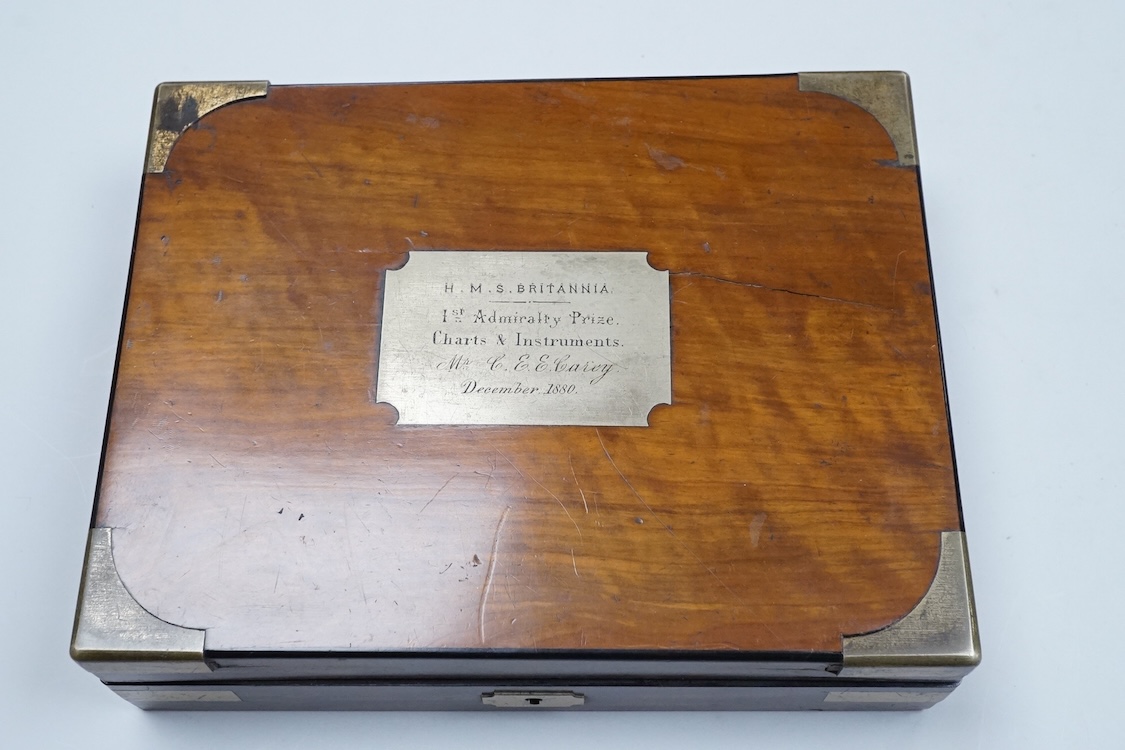 H.M.S. BRITANNIA.
1st Admiralty Prize.
Charts & Instruments.
Mr. C. E. E. Carey.
December 1880.